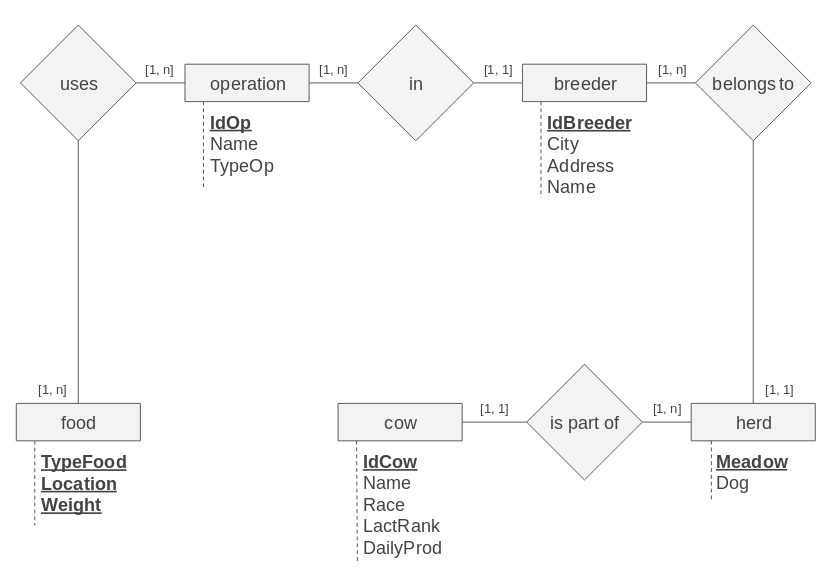 uses
[1, n]
operation
[1, n]
in
[1, 1]
breeder
[1, n]
belongs to
IdOp
Name
TypeOp
IdBreeder
City
Address
Name
[1, n]
food
TypeFood
Location
Weight
cow
[1, 1]
is part of
[1, n]
herd
[1, 1]
IdCow
Name
Race
LactRank
DailyProd
Meadow
Dog